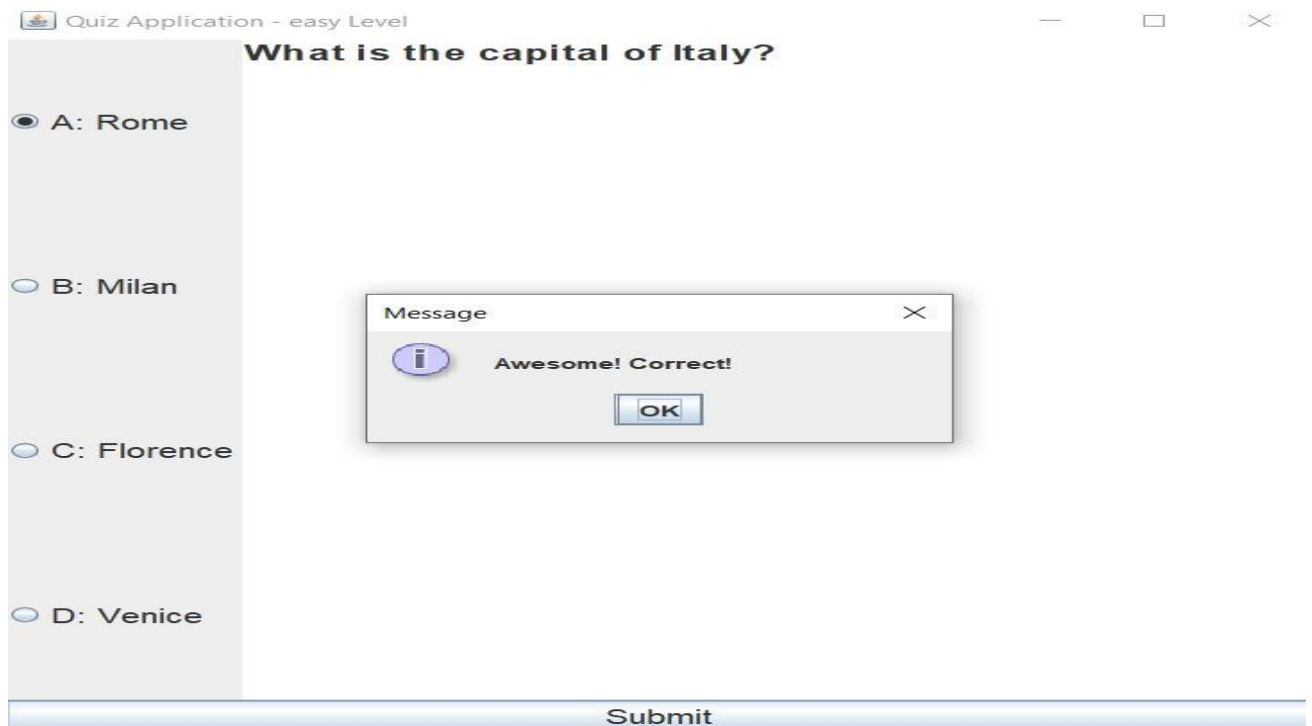 Quiz Application - easy Level
What is the capital of Italy?
A: Rome
B: Milan
Message
Awesome! Correct!
OK
C: Florence
D: Venice
Submit